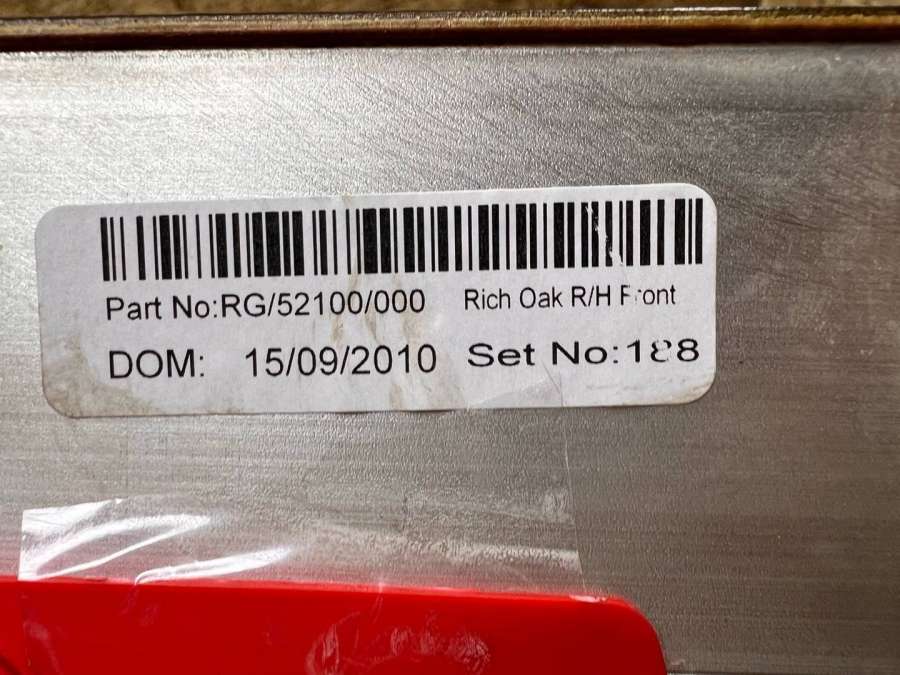 Part No:RG/52100/000 Rich Oak R/H Front
DOM: 15/09/2010 Set No:188